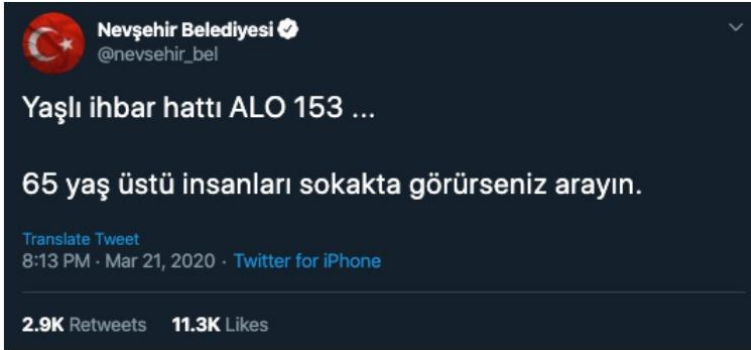 Nevşehir Belediyesi
@nevsehir_bel
Yaşlı ihbar hattı ALO 153 ...
65 yaş üstü insanları sokakta görürseniz arayın.
Translate Tweet
8:13 PM · Mar 21, 2020 · Twitter for iPhone
2.9K Retweets 11.3K Likes